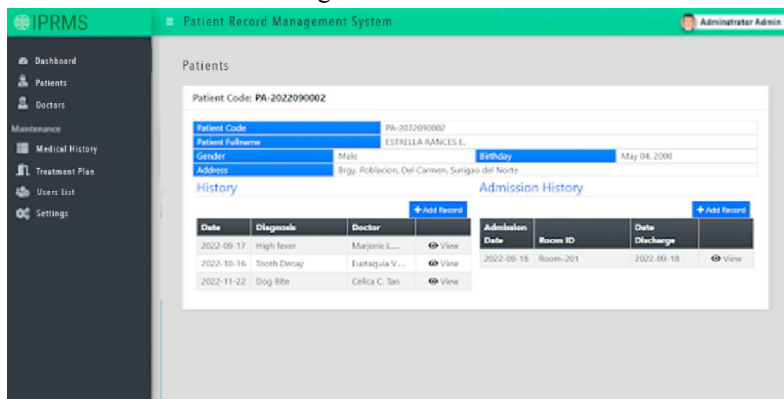 IPRMS
Patient Record Management System
Adminstrator Admin
Dashboard
Patients
Doctors
Maintenance
Medical History
Treatment Plan
Users List
Settings
Patients
Patient Code: PA-2022090002
Patient Code PA-2022090002
Patient Fullname ESTRELLA RANCES E.
Gender Male Birthday May 04, 2000
Address Brgy. Poblacion, Del Carmen, Surigao del Norte
History
+ Add Record
Date Diagnosis Doctor
2022-09-17 High fever Marjorie L... View
2022-10-16 Tooth Decay Eustaquia V... View
2022-11-22 Dog Bite Celica C. Tan View
Admission History
+ Add Record
Admission Date Room ID Date Discharge
2022-09-18 Room-201 2022-09-18 View